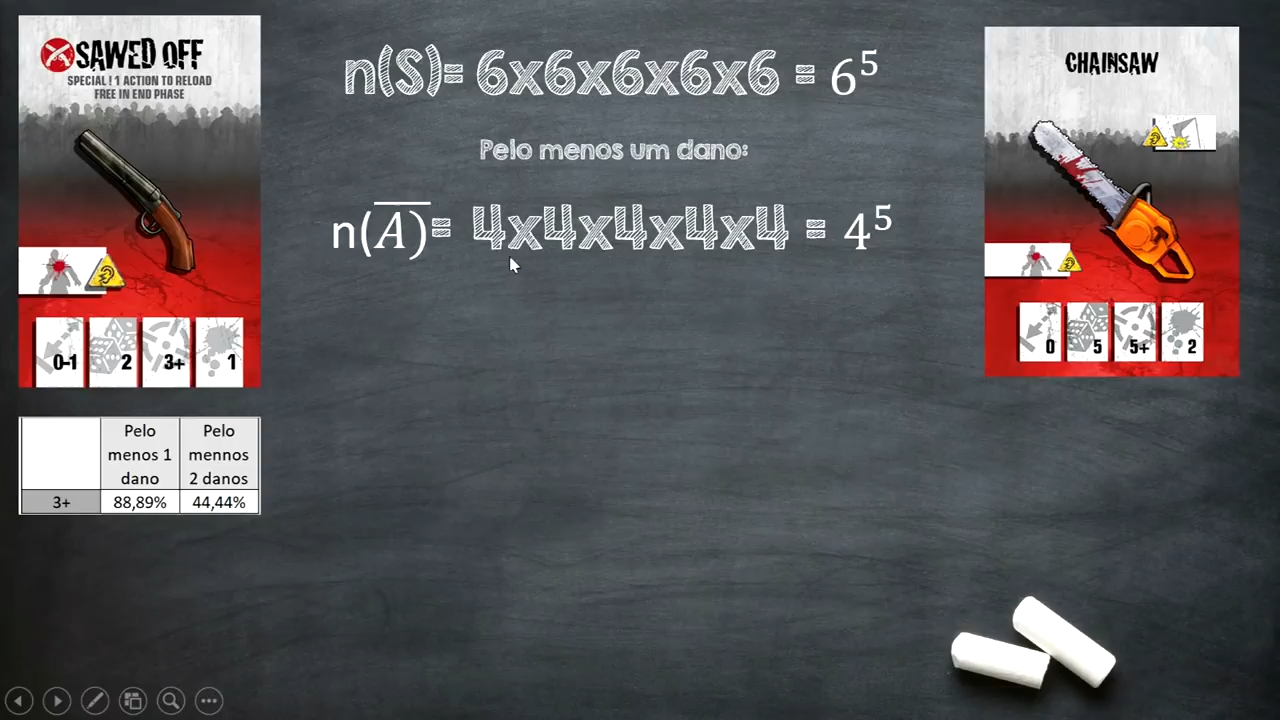 SAWED OFF
SPECIAL ! 1 ACTION TO RELOAD
FREE IN END PHASE
0-1
2
3+
1
Pelo menos 1 dano
Pelo mennos 2 danos
3+
88,89%
44,44%
n(S)= 6x6x6x6x6 = 6⁵
Pelo menos um dano:
n(A̅)= 4x4x4x4x4 = 4⁵
CHAINSAW
0
5
5+
2